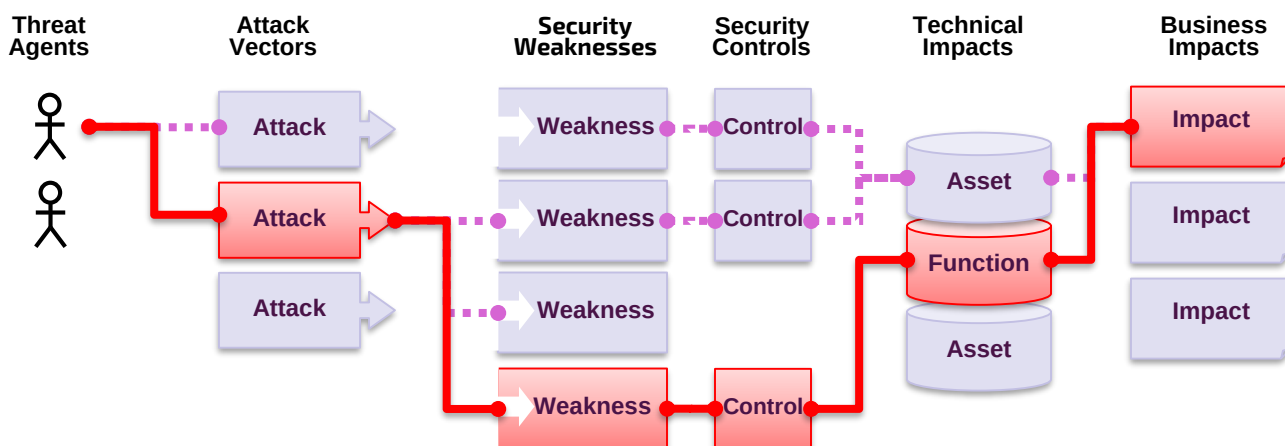 Threat
Agents
Attack
Vectors
Security
Weaknesses
Security
Controls
Technical
Impacts
Business
Impacts
Attack
Weakness
Control
Impact
Asset
Attack
Weakness
Control
Impact
Function
Attack
Weakness
Impact
Asset
Weakness
Control